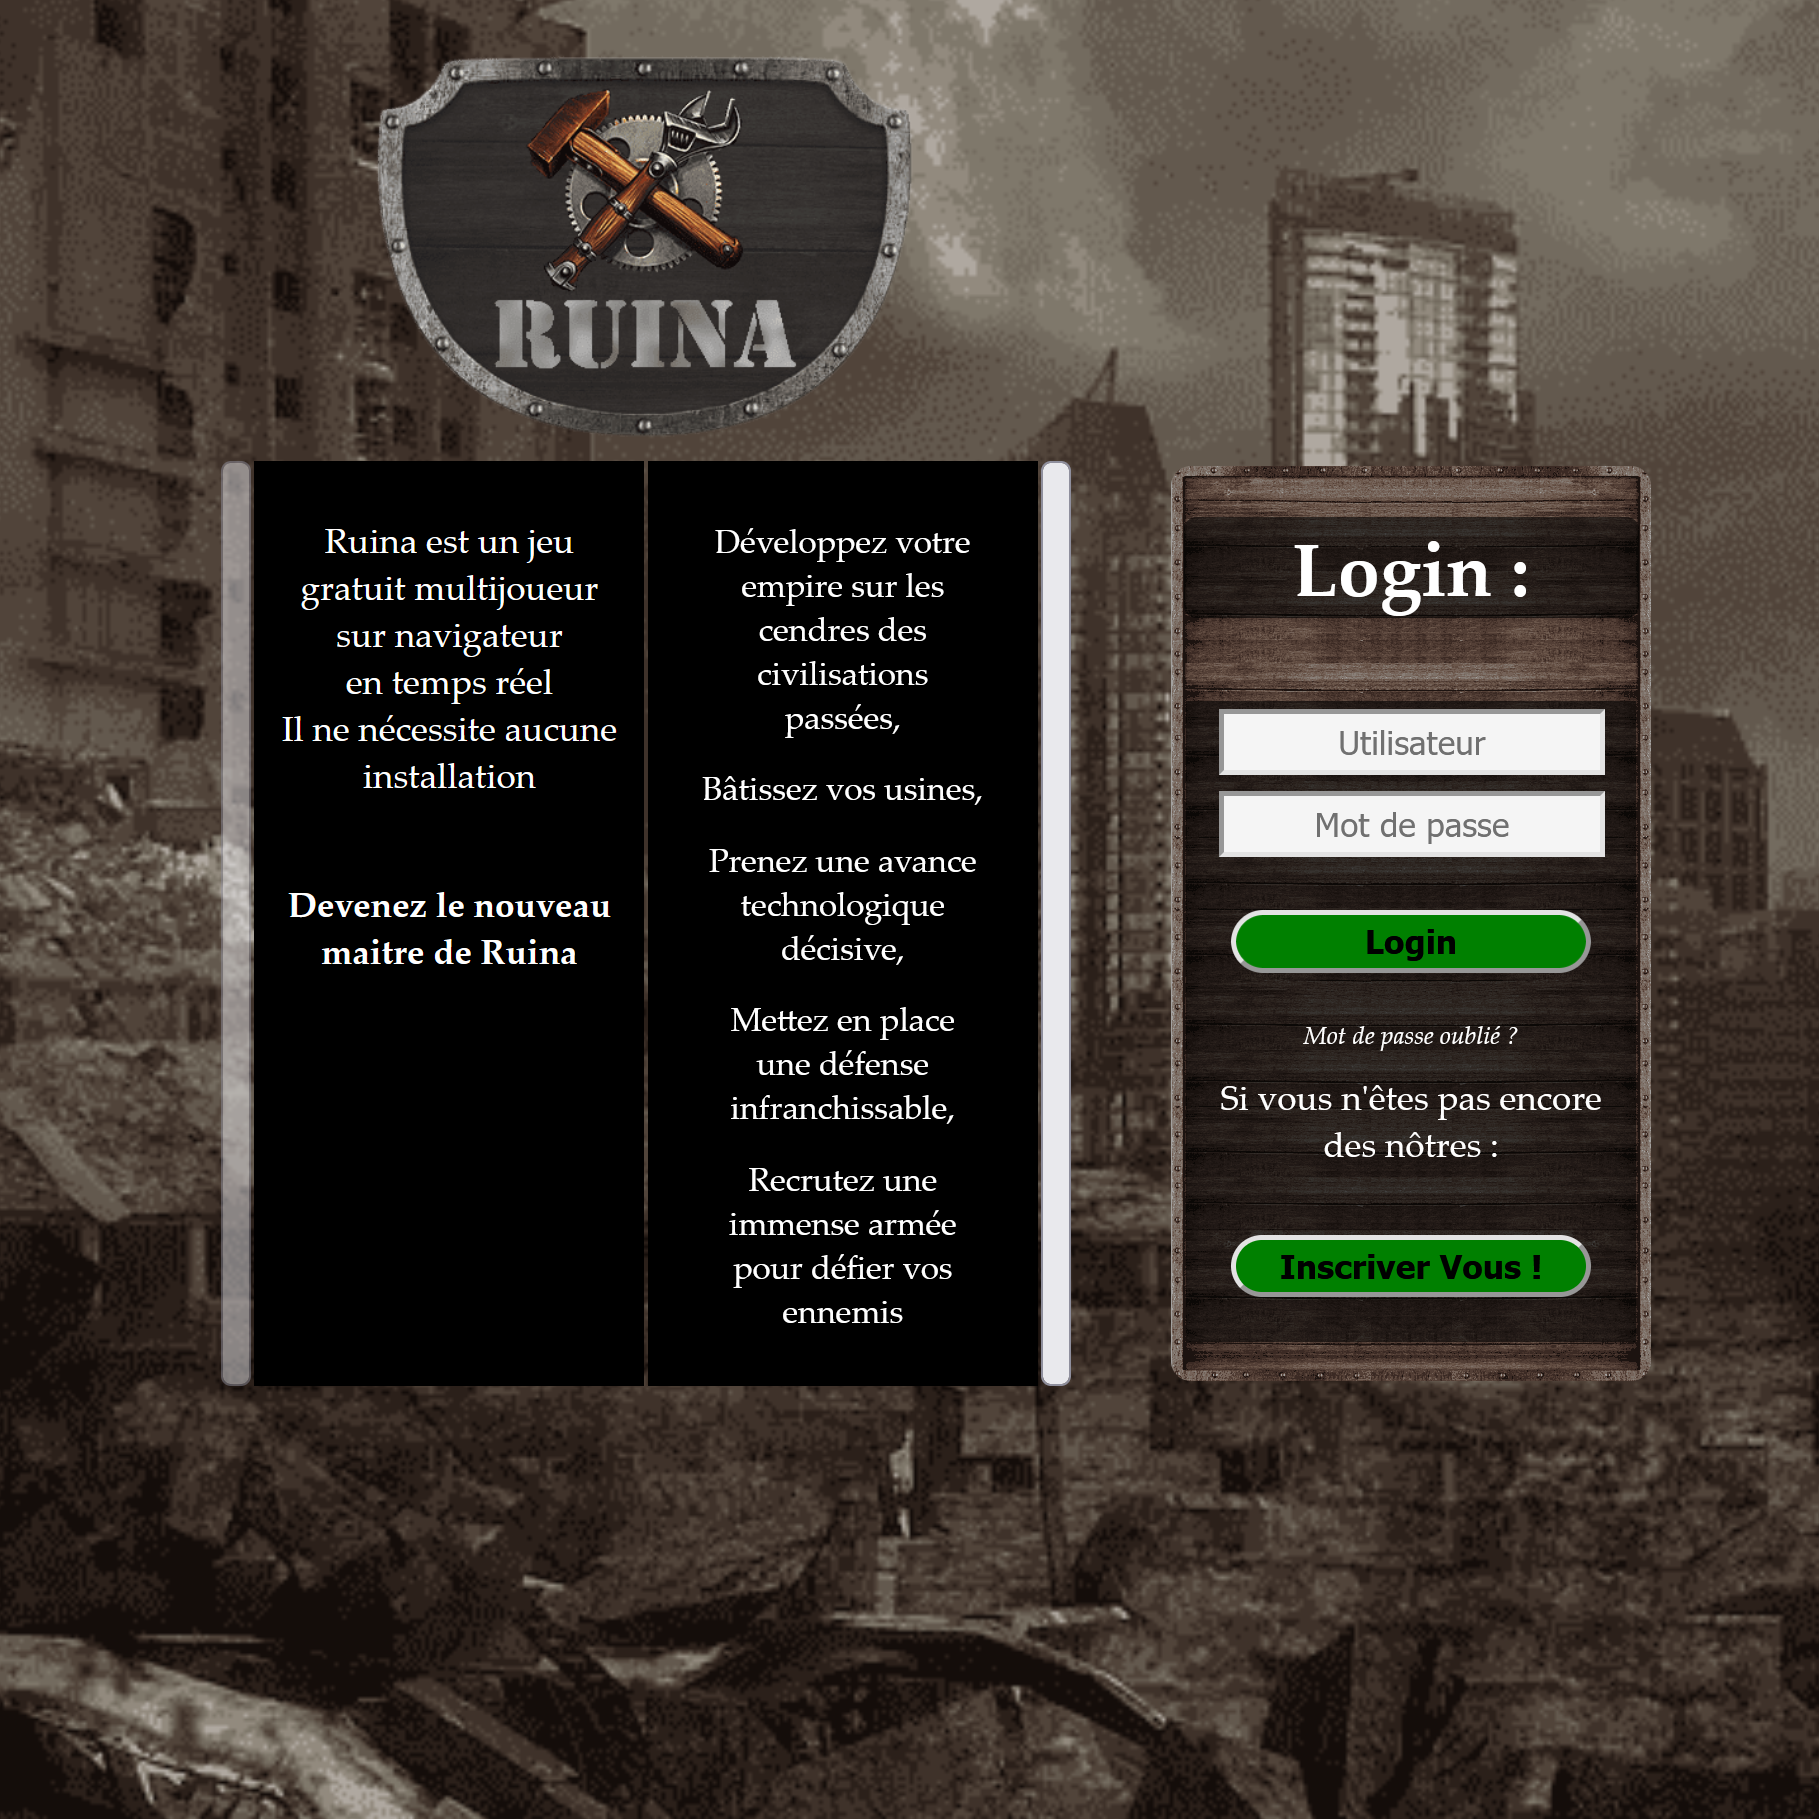 RUINA
Ruina est un jeu
gratuit multijoueur
sur navigateur
en temps réel
Il ne nécessite aucune
installation
Devenez le nouveau
maitre de Ruina
Développez votre
empire sur les
cendres des
civilisations
passées,
Bâtissez vos usines,
Prenez une avance
technologique
décisive,
Mettez en place
une défense
infranchissable,
Recrutez une
immense armée
pour défier vos
ennemis
Login :
Utilisateur
Mot de passe
Login
Mot de passe oublié ?
Si vous n'êtes pas encore
des nôtres :
Inscriver Vous !